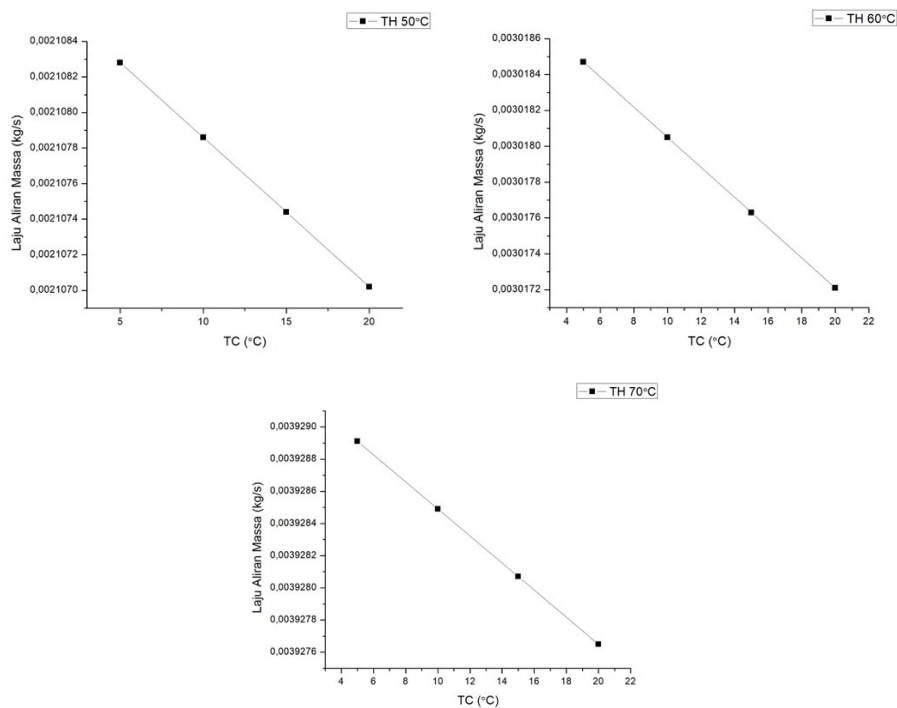 TH 50°C
0,0021084
0,0021082
0,0021080
0,0021078
0,0021076
0,0021074
0,0021072
0,0021070
Laju Aliran Massa (kg/s)
5 10 15 20
TC (°C)
TH 60°C
0,0030186
0,0030184
0,0030182
0,0030180
0,0030178
0,0030176
0,0030174
0,0030172
Laju Aliran Massa (kg/s)
4 6 8 10 12 14 16 18 20 22
TC (°C)
TH 70°C
0,0039290
0,0039288
0,0039286
0,0039284
0,0039282
0,0039280
0,0039278
0,0039276
Laju Aliran Massa (kg/s)
4 6 8 10 12 14 16 18 20 22
TC (°C)